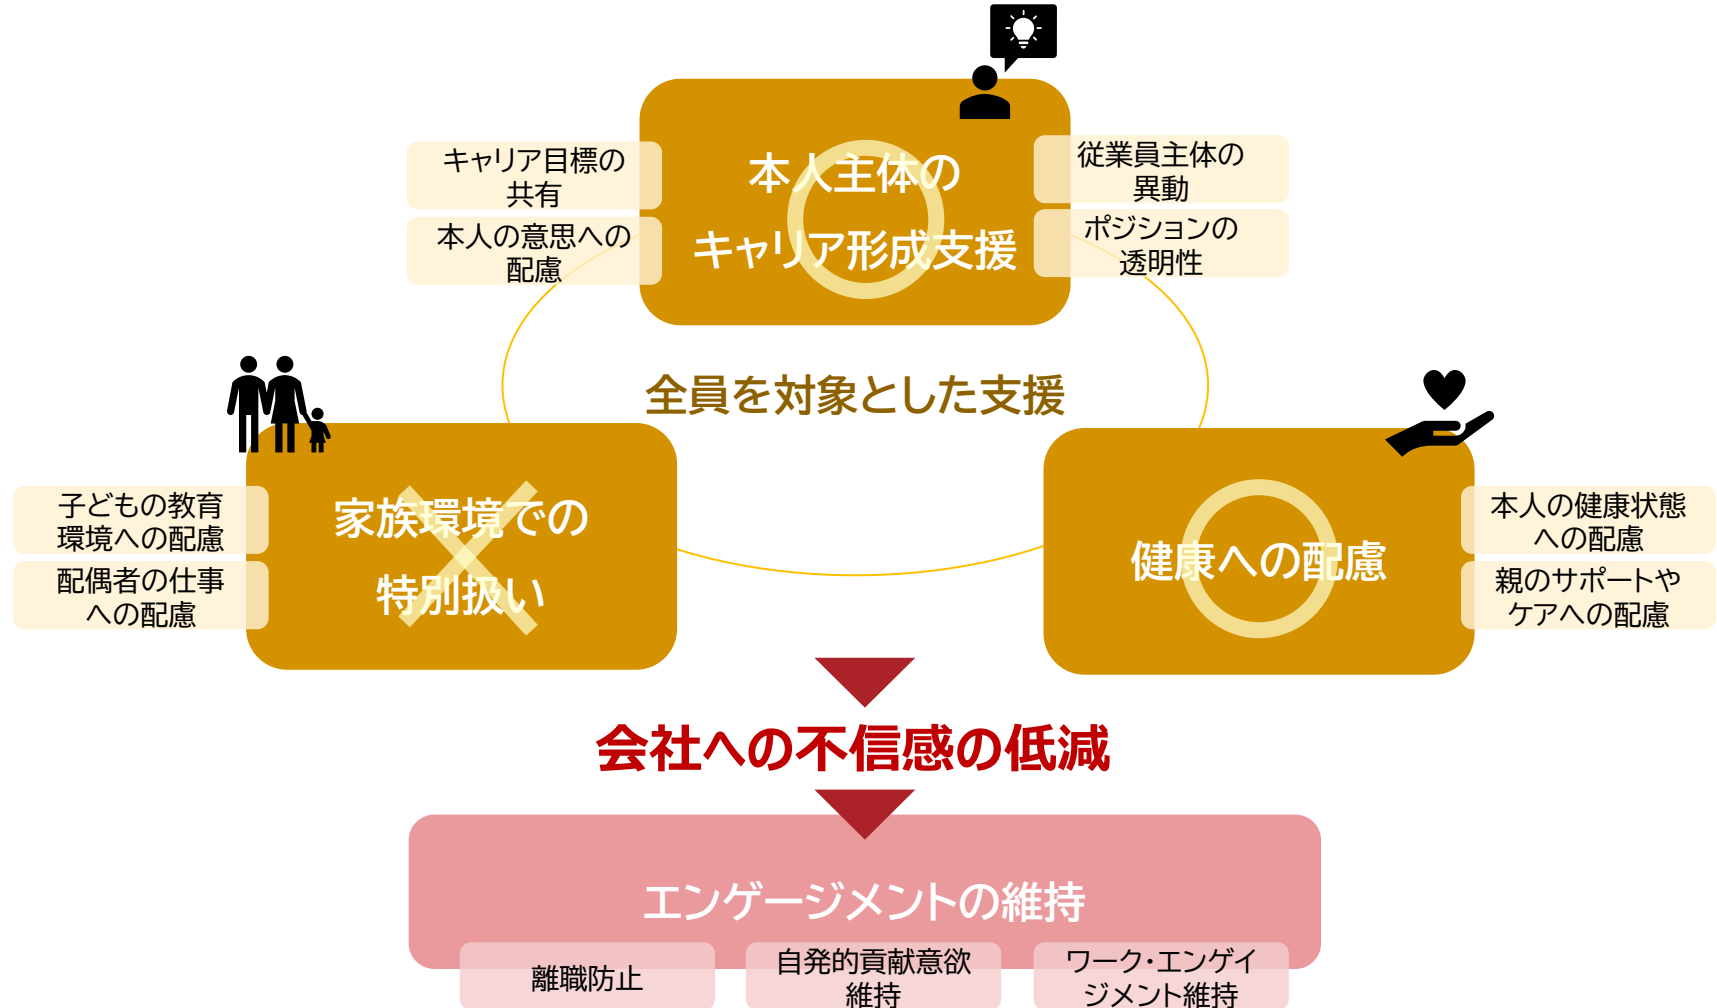 本人主体の
キャリア形成支援
キャリア目標の
共有
本人の意思への
配慮
従業員主体の
異動
ポジションの
透明性
全員を対象とした支援
家族環境での
特別扱い
子どもの教育
環境への配慮
配偶者の仕事
への配慮
健康への配慮
本人の健康状態
への配慮
親のサポートや
ケアへの配慮
会社への不信感の低減
エンゲージメントの維持
離職防止
自発的貢献意欲
維持
ワーク・エンゲイ
ジメント維持